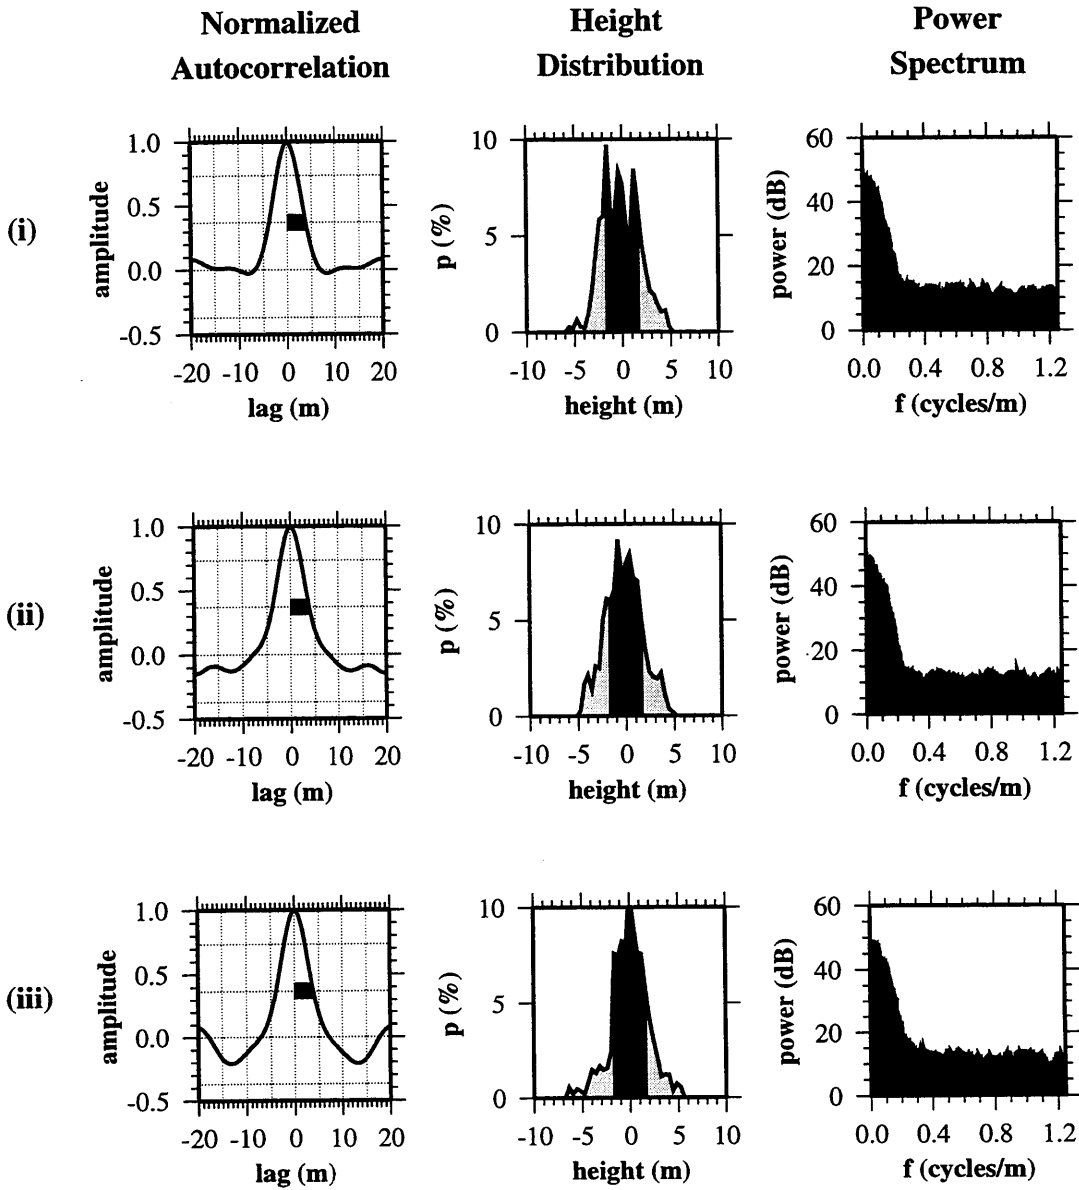 Normalized Height Power
Autocorrelation Distribution Spectrum
(i)
amplitude
1.0
0.5
0.0
-0.5
-20 -10 0 10 20
lag (m)
p (%)
10
5
0
-10 -5 0 5 10
height (m)
power (dB)
60
40
20
0
0.0 0.4 0.8 1.2
f (cycles/m)
(ii)
amplitude
1.0
0.5
0.0
-0.5
-20 -10 0 10 20
lag (m)
p (%)
10
5
0
-10 -5 0 5 10
height (m)
power (dB)
60
40
20
0
0.0 0.4 0.8 1.2
f (cycles/m)
(iii)
amplitude
1.0
0.5
0.0
-0.5
-20 -10 0 10 20
lag (m)
p (%)
10
5
0
-10 -5 0 5 10
height (m)
power (dB)
60
40
20
0
0.0 0.4 0.8 1.2
f (cycles/m)